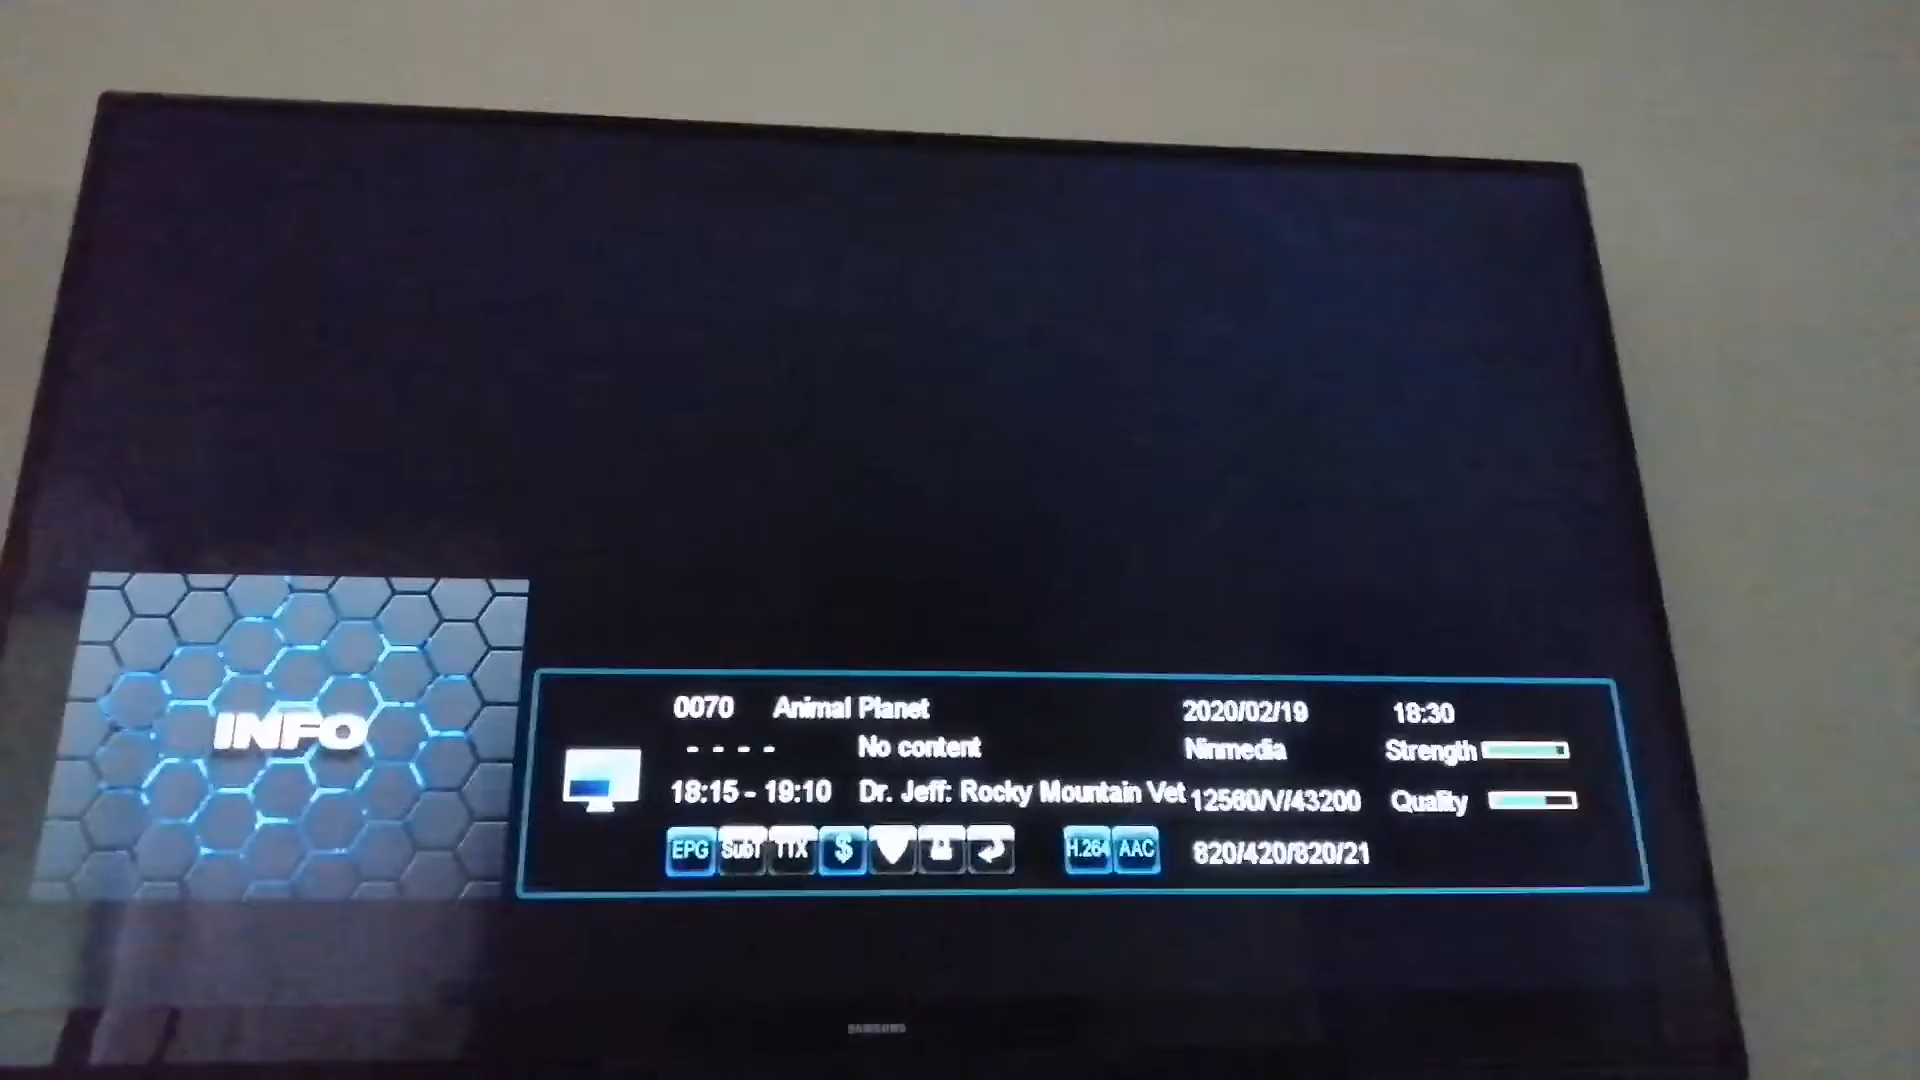 INFO
0070 Animal Planet 2020/02/19 18:30
- - - - No content Ninmedia Strength
18:15 - 19:10 Dr. Jeff: Rocky Mountain Vet 12560/V/43200 Quality
EPG SubT TTX $ H.264 AAC 820/420/820/21
SAMSUNG